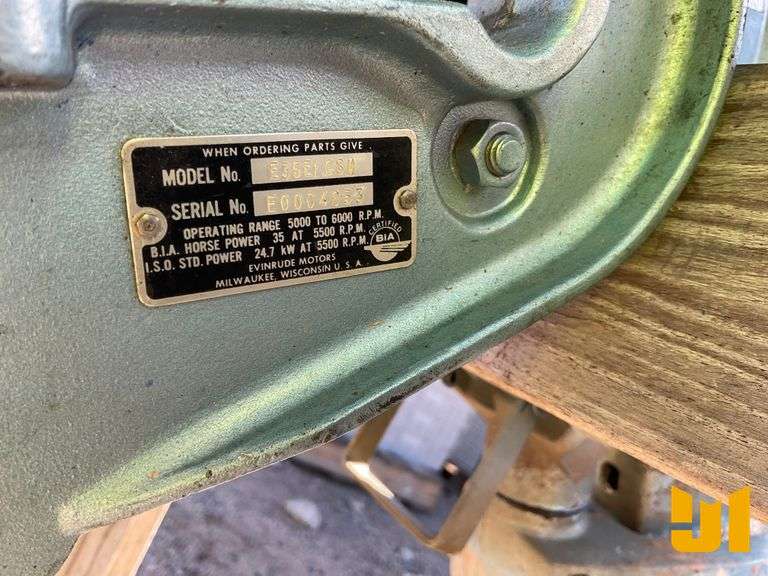 WHEN ORDERING PARTS GIVE
MODEL No.
SERIAL No.
OPERATING RANGE 5000 TO 6000 R.P.M.
B.I.A. HORSE POWER 35 AT 5500 R.P.M.
I.S.O. STD. POWER 24.7 kW AT 5500 R.P.M.
CERTIFIED
BIA
EVINRUDE MOTORS
MILWAUKEE, WISCONSIN U.S.A.